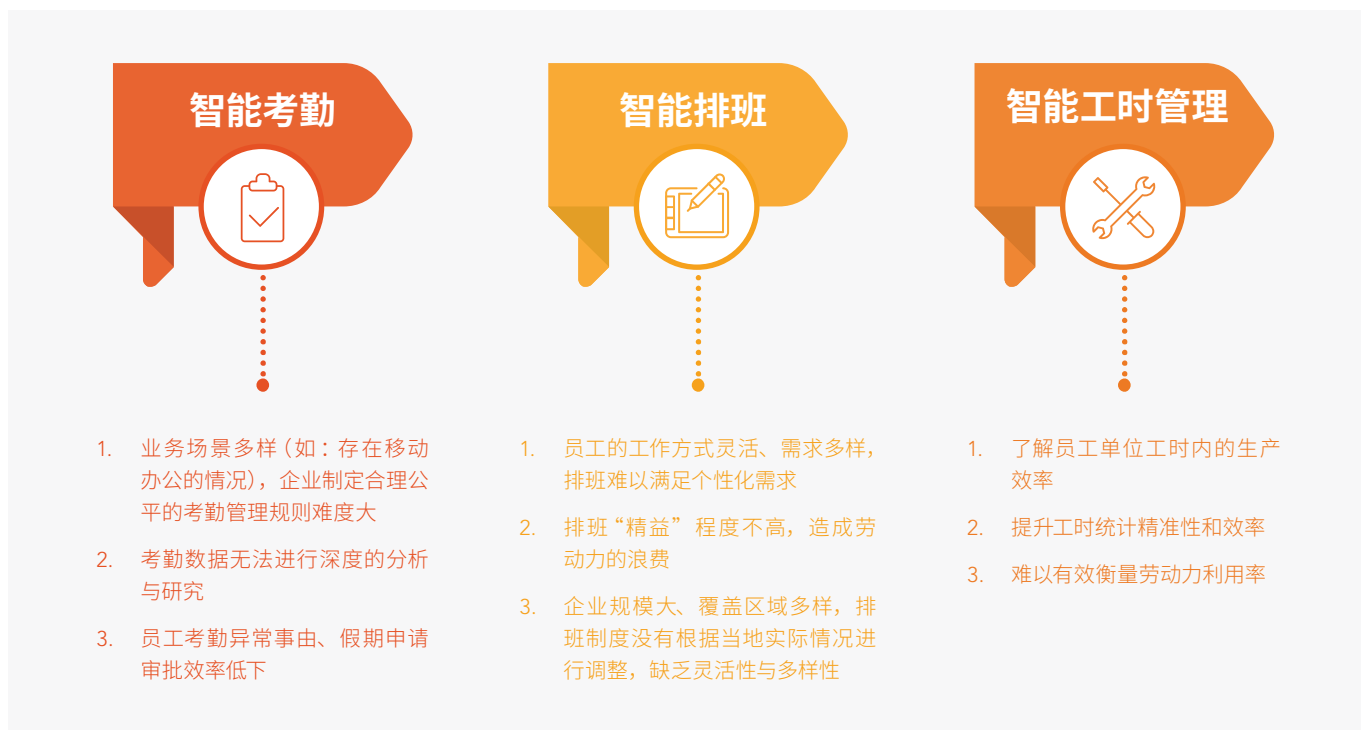 智能考勤
1. 业务场景多样（如：存在移动
办公的情况），企业制定合理公
平的考勤管理规则难度大
2. 考勤数据无法进行深度的分析
与研究
3. 员工考勤异常事由、假期申请
审批效率低下
智能排班
1. 员工的工作方式灵活、需求多样，
排班难以满足个性化需求
2. 排班“精益”程度不高，造成劳
动力的浪费
3. 企业规模大、覆盖区域多样，排
班制度没有根据当地实际情况进
行调整，缺乏灵活性与多样性
智能工时管理
1. 了解员工单位工时内的生产
效率
2. 提升工时统计精准性和效率
3. 难以有效衡量劳动力利用率